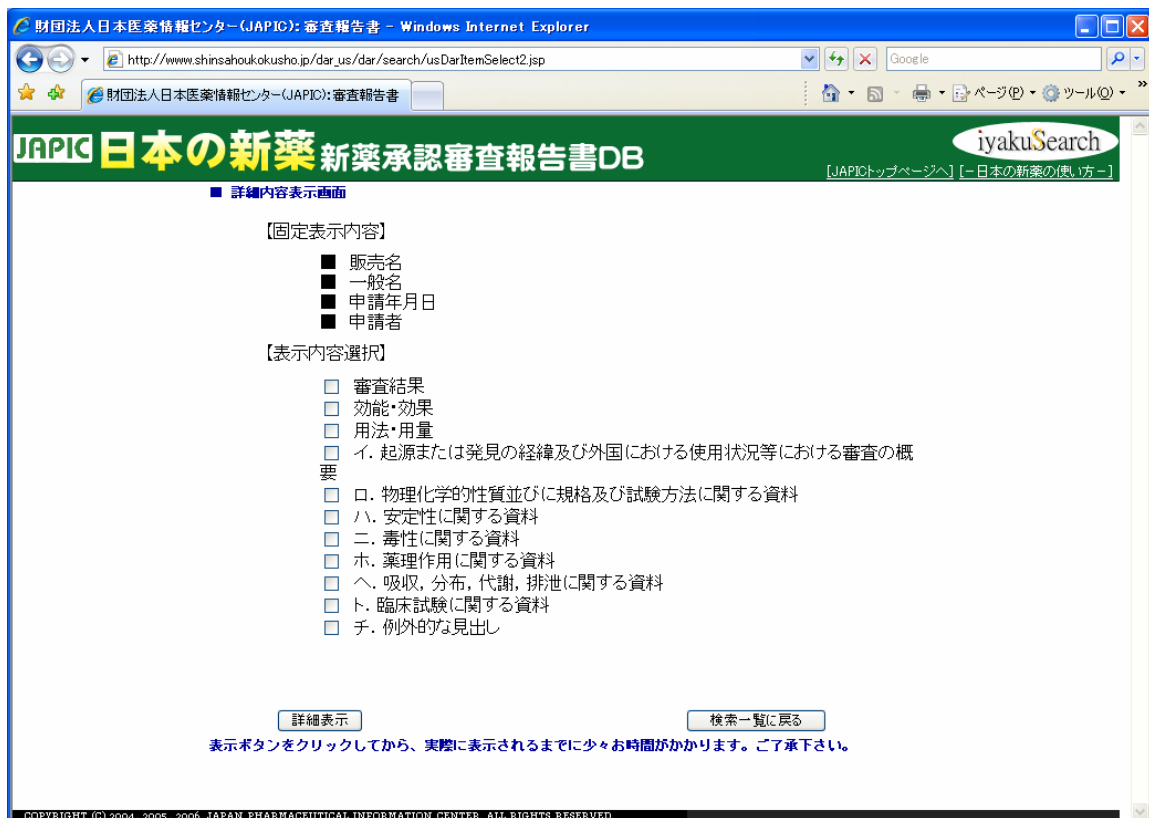 財団法人日本医薬情報センター(JAPIC): 審査報告書 - Windows Internet Explorer
http://www.shinsahoukokusho.jp/dar_us/dar/search/usDarItemSelect2.jsp
Google
財団法人日本医薬情報センター(JAPIC): 審査報告書
ページ(P)
ツール(O)
JAPIC 日本の新薬 新薬承認審査報告書DB
iyakuSearch
[JAPICトップページへ] [-日本の新薬の使い方-]
■ 詳細内容表示画面
【固定表示内容】
■ 販売名
■ 一般名
■ 申請年月日
■ 申請者
【表示内容選択】
審査結果
効能・効果
用法・用量
イ. 起源または発見の経緯及び外国における使用状況等における審査の概
要
ロ. 物理化学的性質並びに規格及び試験方法に関する資料
ハ. 安定性に関する資料
ニ. 毒性に関する資料
ホ. 薬理作用に関する資料
ヘ. 吸収, 分布, 代謝, 排泄に関する資料
ト. 臨床試験に関する資料
チ. 例外的な見出し
詳細表示
検索一覧に戻る
表示ボタンをクリックしてから、実際に表示されるまでに少々お時間がかかります。ご了承下さい。
COPYRIGHT (C) 2004, 2005, 2006 JAPAN PHARMACEUTICAL INFORMATION CENTER. ALL RIGHTS RESERVED